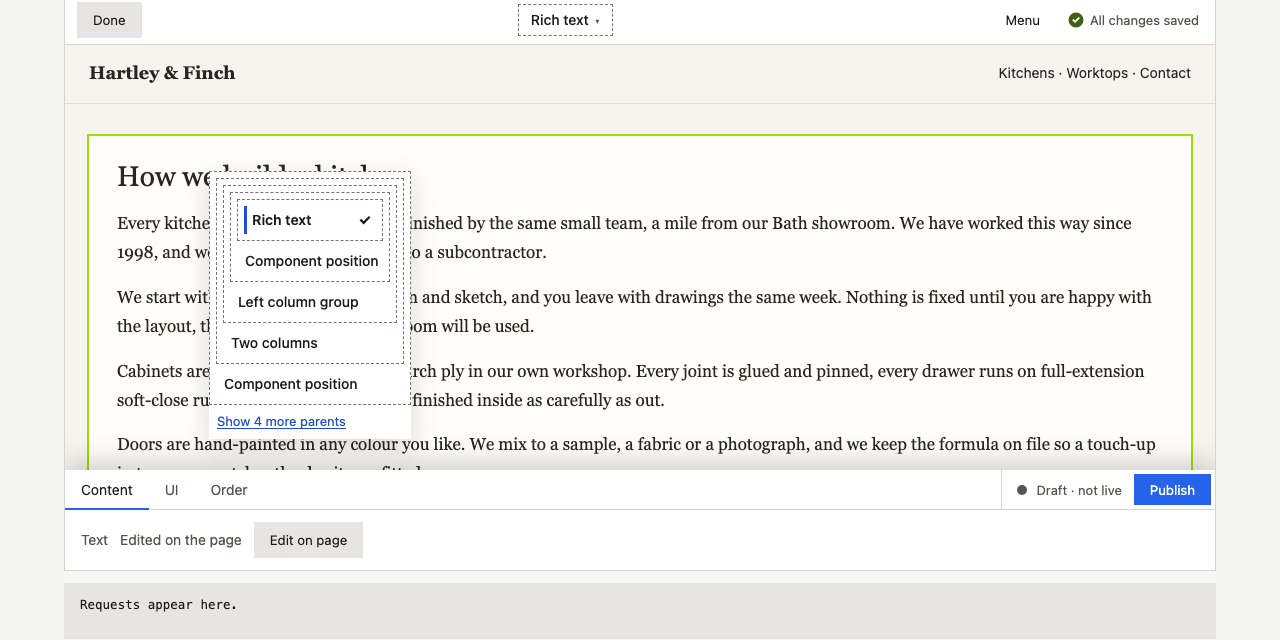 Done
Rich text
Menu
All changes saved
Hartley & Finch
Kitchens · Worktops · Contact
How we
Every kitche
nished by the same small team, a mile from our Bath showroom. We have worked this way since
1998, and w
o a subcontractor.
We start wit
n and sketch, and you leave with drawings the same week. Nothing is fixed until you are happy with
the layout, t
om will be used.
Cabinets are
rch ply in our own workshop. Every joint is glued and pinned, every drawer runs on full-extension
soft-close ru
finished inside as carefully as out.
Doors are hand-painted in any colour you like. We mix to a sample, a fabric or a photograph, and we keep the formula on file so a touch-up
Rich text
Component position
Left column group
Two columns
Component position
Show 4 more parents
Content
UI
Order
Draft · not live
Publish
Text
Edited on the page
Edit on page
Requests appear here.